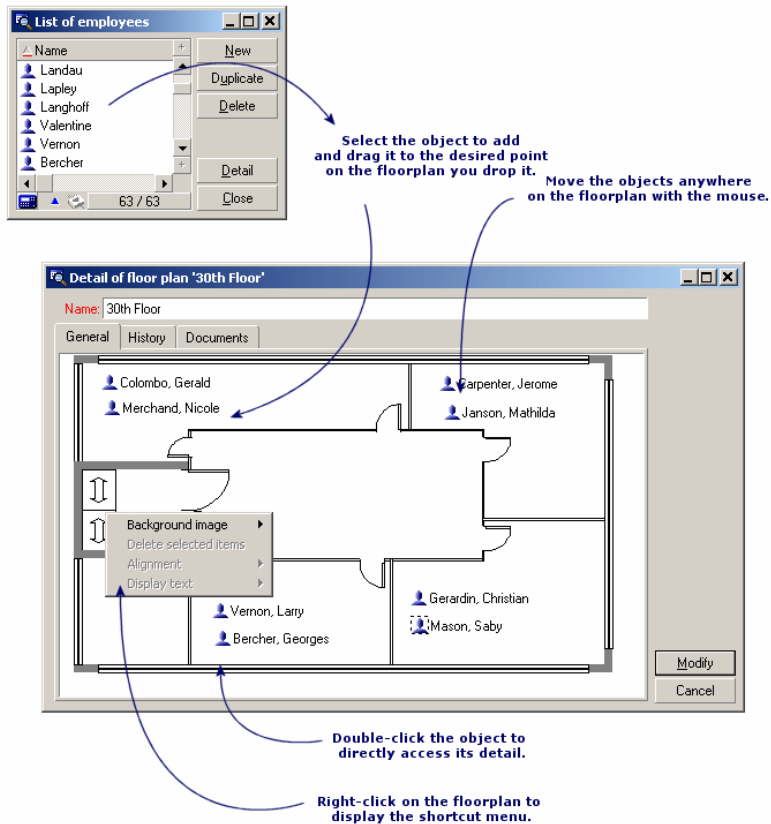 List of employees
Name
New
Landau
Duplicate
Lapley
Langhoff
Delete
Valentine
Vernon
Bercher
Detail
63 / 63
Close
Select the object to add
and drag it to the desired point
on the floorplan you drop it.
Move the objects anywhere
on the floorplan with the mouse.
Detail of floor plan '30th Floor'
Name: 30th Floor
General History Documents
Colombo, Gerald
Carpenter, Jerome
Merchand, Nicole
Janson, Mathilda
Background image
Delete selected items
Alignment
Display text
Gerardin, Christian
Vernon, Larry
Mason, Saby
Bercher, Georges
Modify
Cancel
Double-click the object to
directly access its detail.
Right-click on the floorplan to
display the shortcut menu.